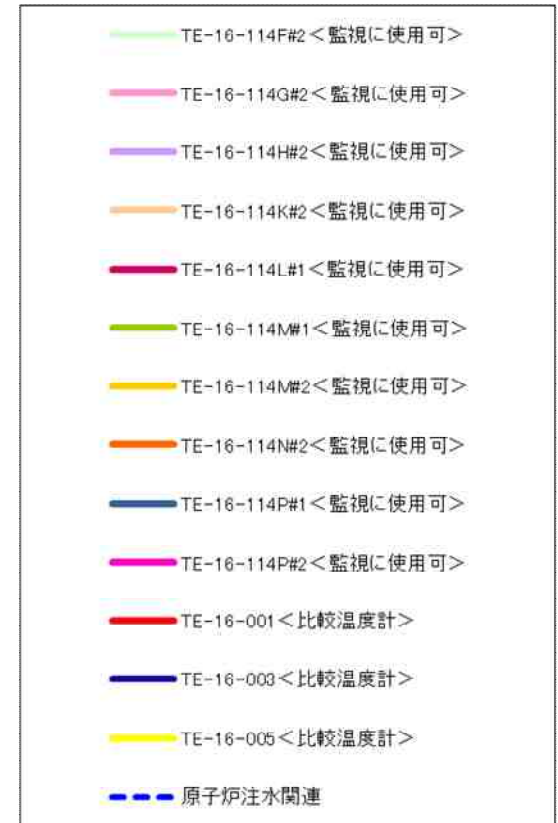 TE-16-114F#2＜監視に使用可＞
TE-16-114G#2＜監視に使用可＞
TE-16-114H#2＜監視に使用可＞
TE-16-114K#2＜監視に使用可＞
TE-16-114L#1＜監視に使用可＞
TE-16-114M#1＜監視に使用可＞
TE-16-114M#2＜監視に使用可＞
TE-16-114N#2＜監視に使用可＞
TE-16-114P#1＜監視に使用可＞
TE-16-114P#2＜監視に使用可＞
TE-16-001＜比較温度計＞
TE-16-003＜比較温度計＞
TE-16-005＜比較温度計＞
原子炉注水関連